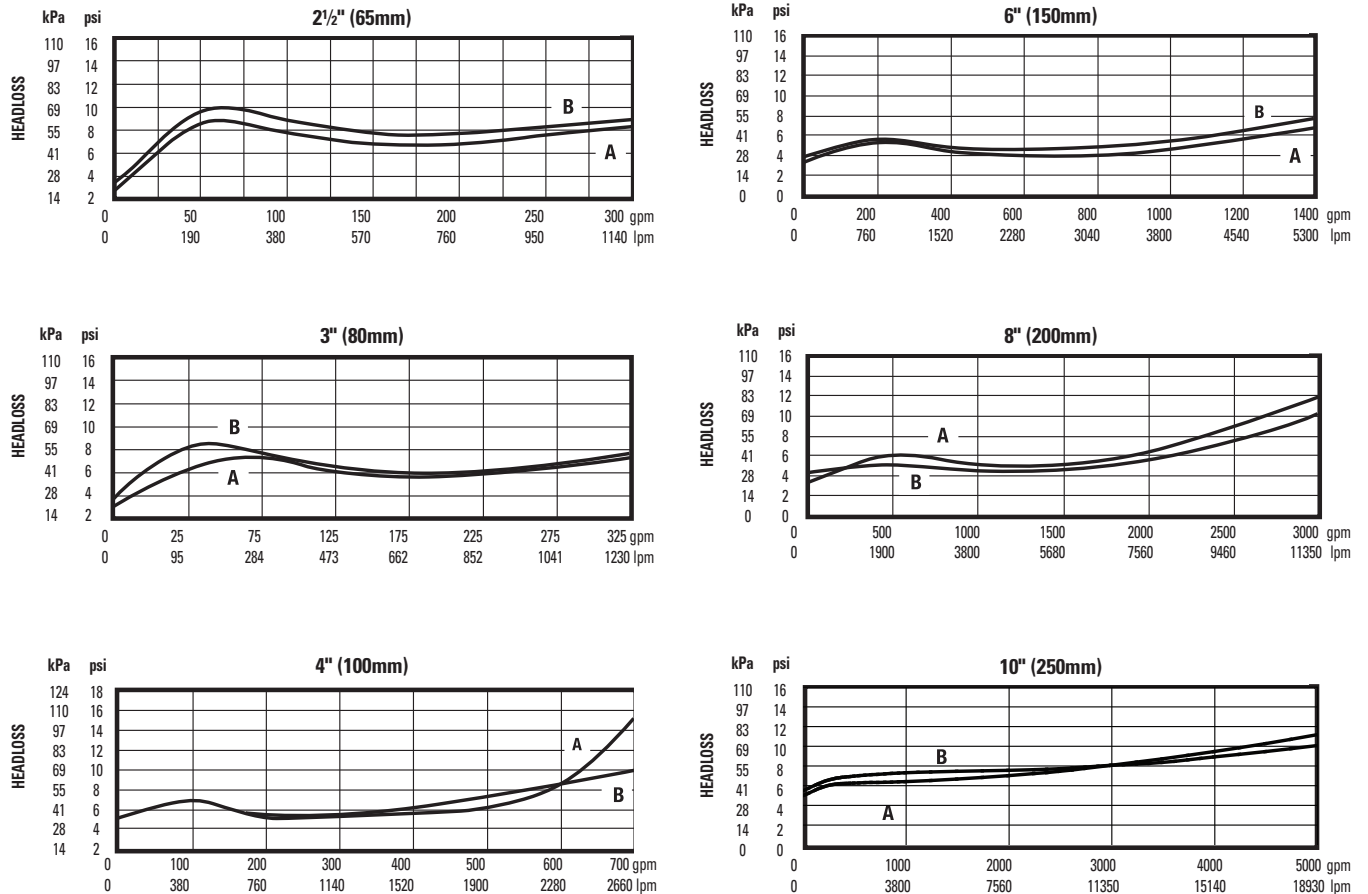 2½" (65mm)
kPa psi
HEADLOSS
110 16
97 14
83 12
69 10
55 8
41 6
28 4
14 2
B
A
0 50 100 150 200 250 300 gpm
0 190 380 570 760 950 1140 lpm
6" (150mm)
kPa psi
HEADLOSS
110 16
97 14
83 12
69 10
55 8
41 6
28 4
14 2
0 0
B
A
0 200 400 600 800 1000 1200 1400 gpm
0 760 1520 2280 3040 3800 4540 5300 lpm
3" (80mm)
kPa psi
HEADLOSS
110 16
97 14
83 12
69 10
55 8
41 6
28 4
14 2
B
A
0 25 75 125 175 225 275 325 gpm
0 95 284 473 662 852 1041 1230 lpm
8" (200mm)
kPa psi
HEADLOSS
110 16
97 14
83 12
69 10
55 8
41 6
28 4
14 2
0 0
A
B
0 500 1000 1500 2000 2500 3000 gpm
0 1900 3800 5680 7560 9460 11350 lpm
4" (100mm)
kPa psi
HEADLOSS
124 18
110 16
97 14
83 12
69 10
55 8
41 6
28 4
14 2
A
B
0 100 200 300 400 500 600 700 gpm
0 380 760 1140 1520 1900 2280 2660 lpm
10" (250mm)
kPa psi
HEADLOSS
110 16
97 14
83 12
69 10
55 8
41 6
28 4
14 2
0 0
B
A
0 1000 2000 3000 4000 5000 gpm
0 3800 7560 11350 15140 18930 lpm